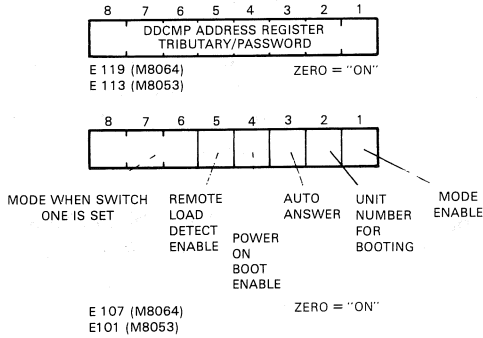 8 7 6 5 4 3 2 1
DDCMP ADDRESS REGISTER
TRIBUTARY/PASSWORD
E 119 (M8064) ZERO = "ON"
E 113 (M8053)
8 7 6 5 4 3 2 1
MODE WHEN SWITCH
ONE IS SET
REMOTE
LOAD
DETECT
ENABLE
POWER
ON
BOOT
ENABLE
AUTO
ANSWER
UNIT
NUMBER
FOR
BOOTING
MODE
ENABLE
E 107 (M8064) ZERO = "ON"
E101 (M8053)